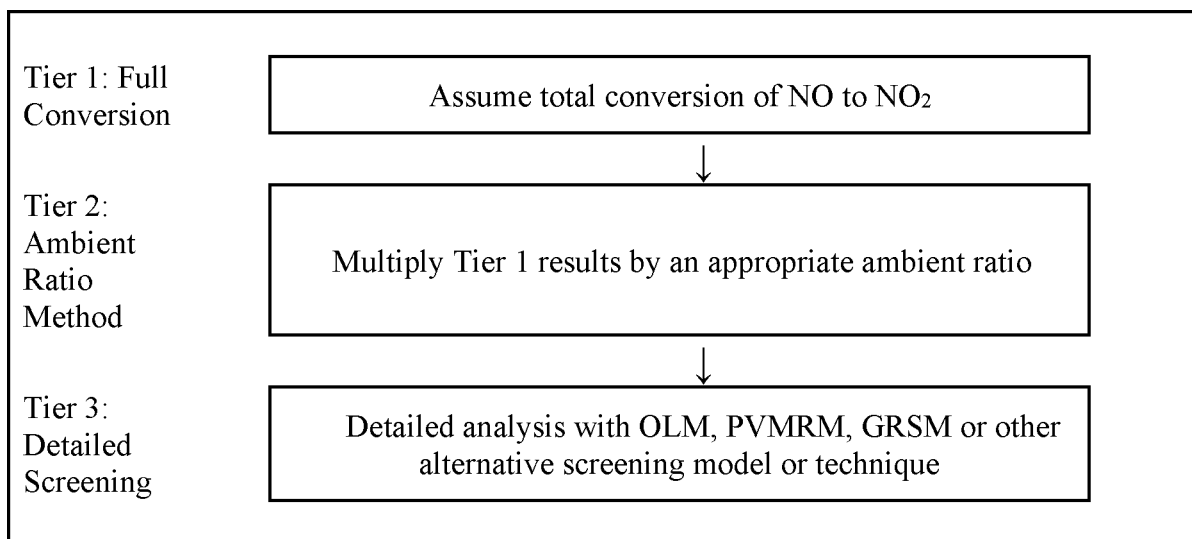 Tier 1: Full
Conversion
Assume total conversion of NO to NO₂
↓
Tier 2:
Ambient
Ratio
Method
Multiply Tier 1 results by an appropriate ambient ratio
↓
Tier 3:
Detailed
Screening
Detailed analysis with OLM, PVMRM, GRSM or other
alternative screening model or technique